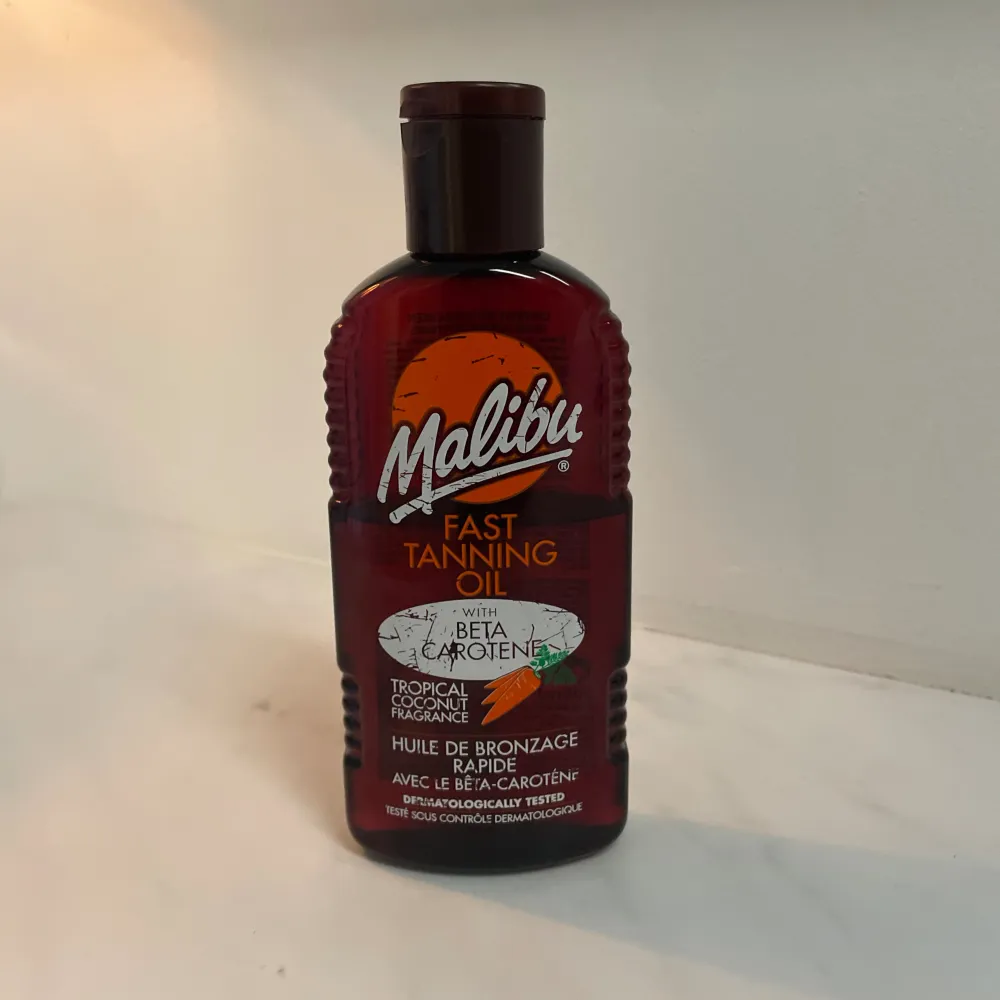 Malibu®
FAST
TANNING
OIL
WITH
BETA
CAROTENE
TROPICAL
COCONUT
FRAGRANCE
HUILE DE BRONZAGE
RAPIDE
AVEC LE BÊTA-CAROTÉNE
DERMATOLOGICALLY TESTED
TESTÉ SOUS CONTRÔLE DERMATOLOGIQUE